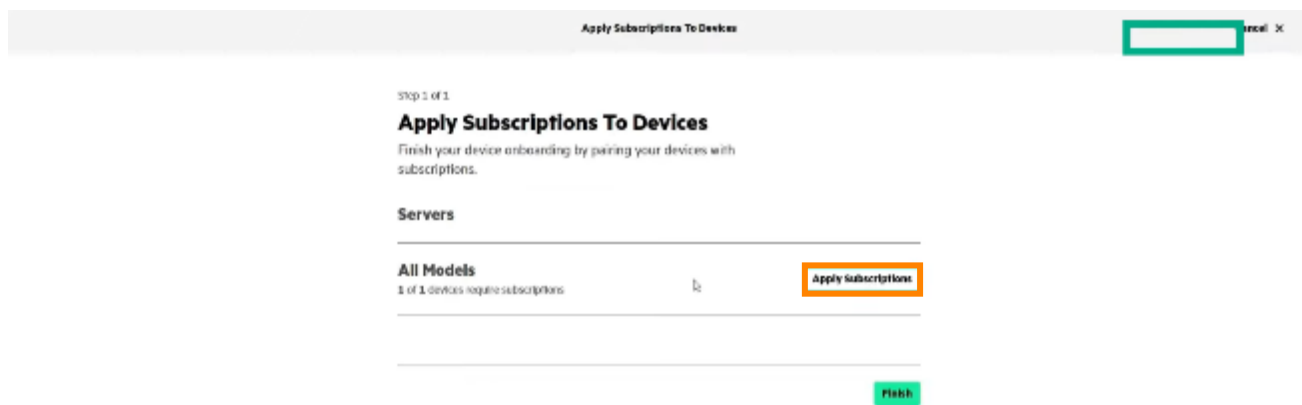 Apply Subscriptions To Devices
ancel ×
Step 1 of 1
Apply Subscriptions To Devices
Finish your device onboarding by pairing your devices with
subscriptions.
Servers
All Models
1 of 1 devices require subscriptions
Apply Subscriptions
Finish